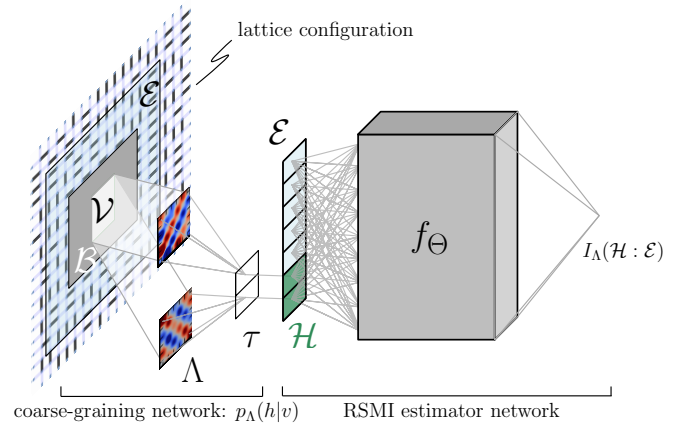 lattice configuration
ℰ
𝒱
ℬ
Λ
τ
ℰ
ℋ
f_Θ
I_Λ(ℋ : ℰ)
coarse-graining network: p_Λ(h|v)
RSMI estimator network